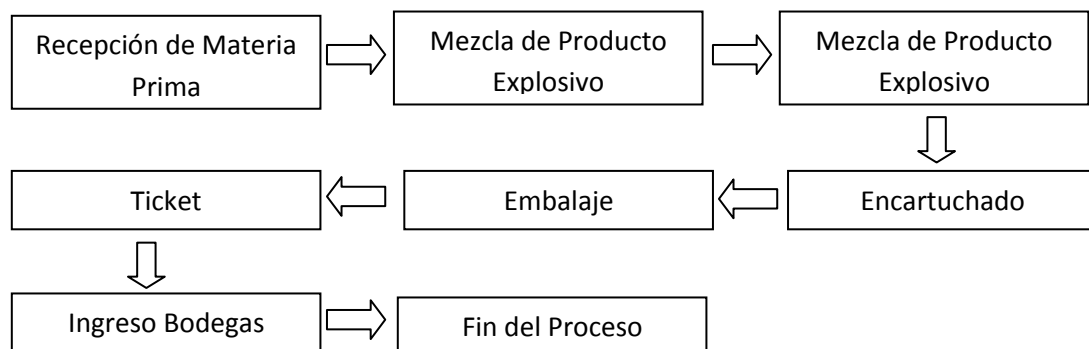 Recepción de Materia
Prima
Mezcla de Producto
Explosivo
Mezcla de Producto
Explosivo
Ticket
Embalaje
Encartuchado
Ingreso Bodegas
Fin del Proceso